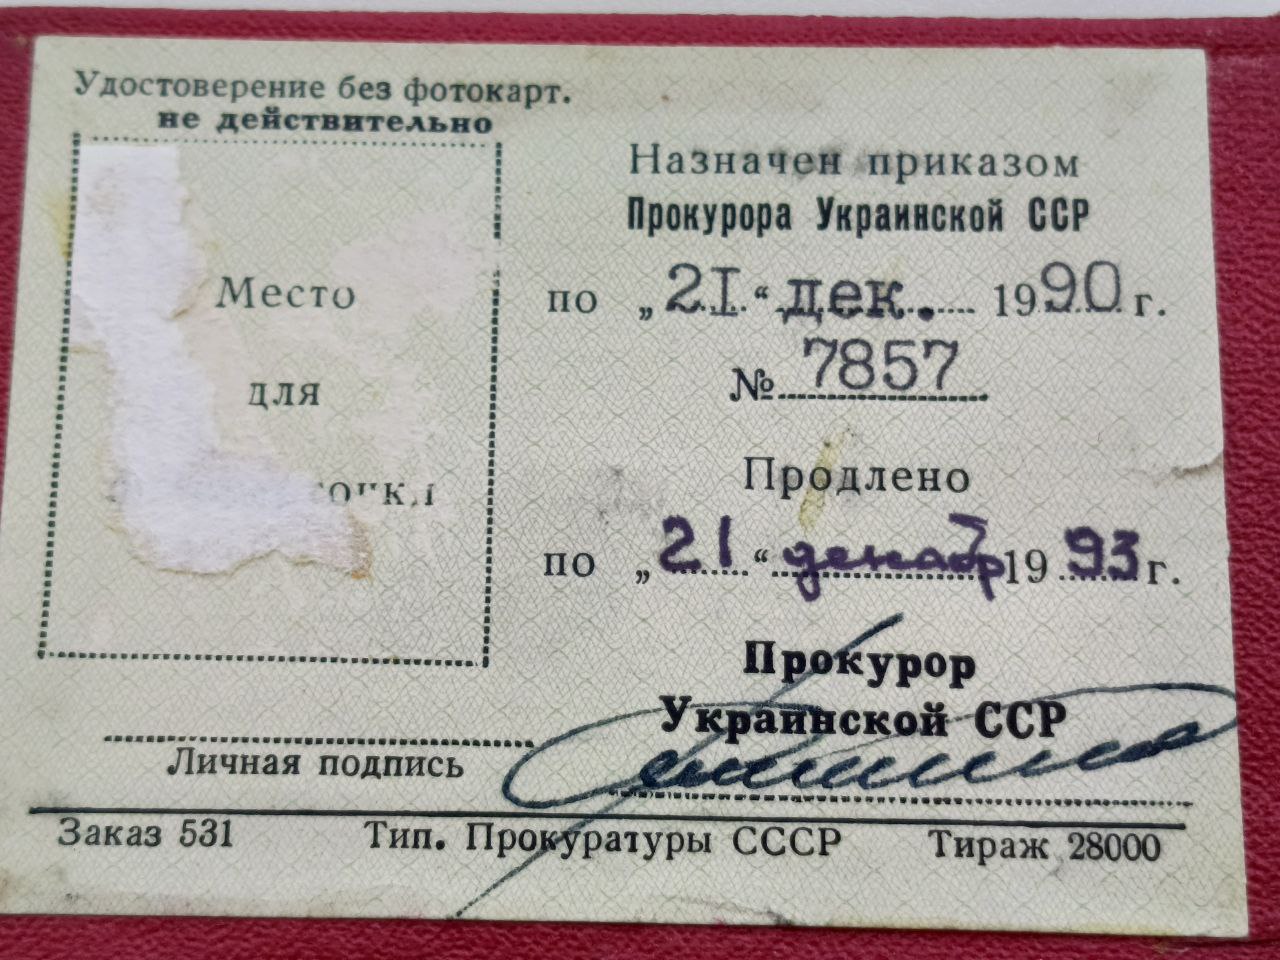 Удостоверение без фотокарт.
не действительно
Место
для
Назначен приказом
Прокурора Украинской ССР
по „21“ дек. 1990 г.
№ 7857
Продлено
по „21“ декабр 1993 г.
Прокурор
Украинской ССР
Личная подпись
Заказ 531 Тип. Прокуратуры СССР Тираж 28000